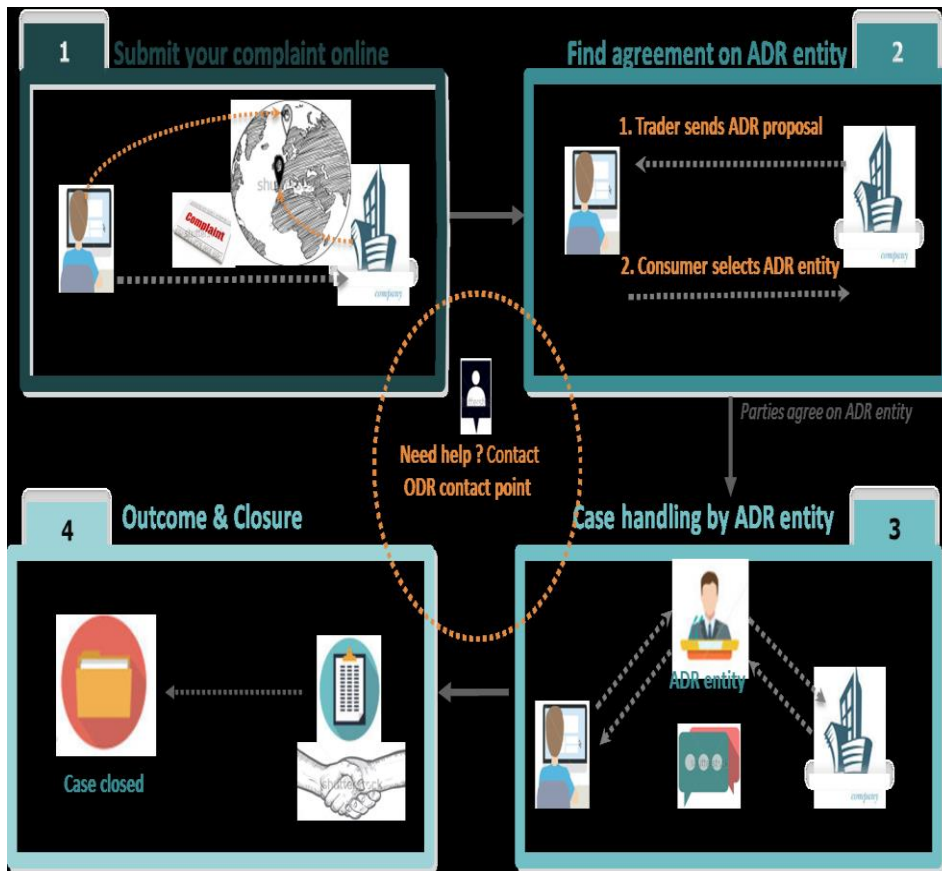 1
Submit your complaint online
Complaint
company
Find agreement on ADR entity
2
1. Trader sends ADR proposal
2. Consumer selects ADR entity
company
Parties agree on ADR entity
Need help ? Contact
ODR contact point
4
Outcome & Closure
Case closed
Case handling by ADR entity
3
ADR entity
company